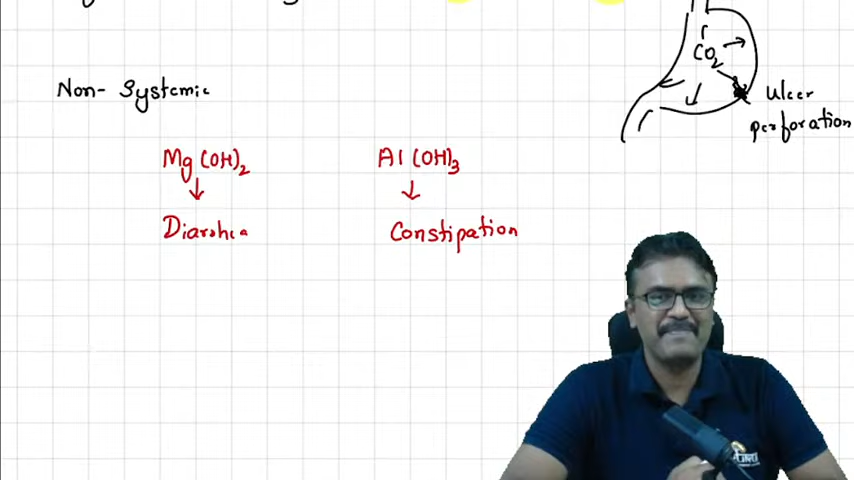 CO2
Non- Systemic
Ulcer
perforation
Mg (OH)2
Al (OH)3
↓
↓
Diarrhea
Constipation